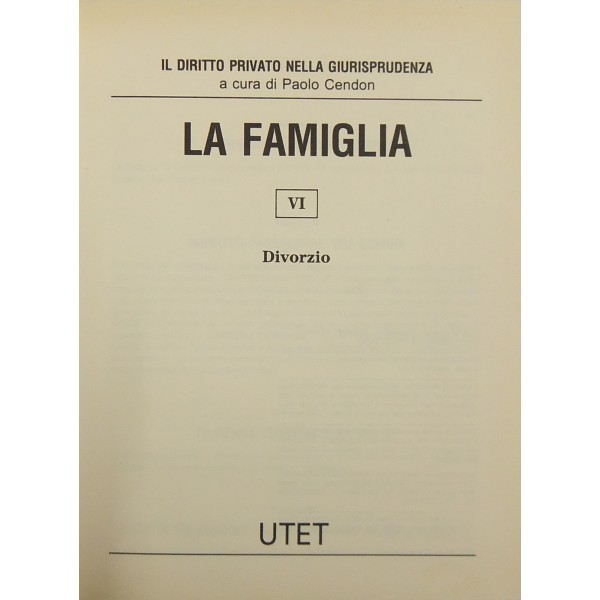 IL DIRITTO PRIVATO NELLA GIURISPRUDENZA
a cura di Paolo Cendon
LA FAMIGLIA
VI
Divorzio
UTET